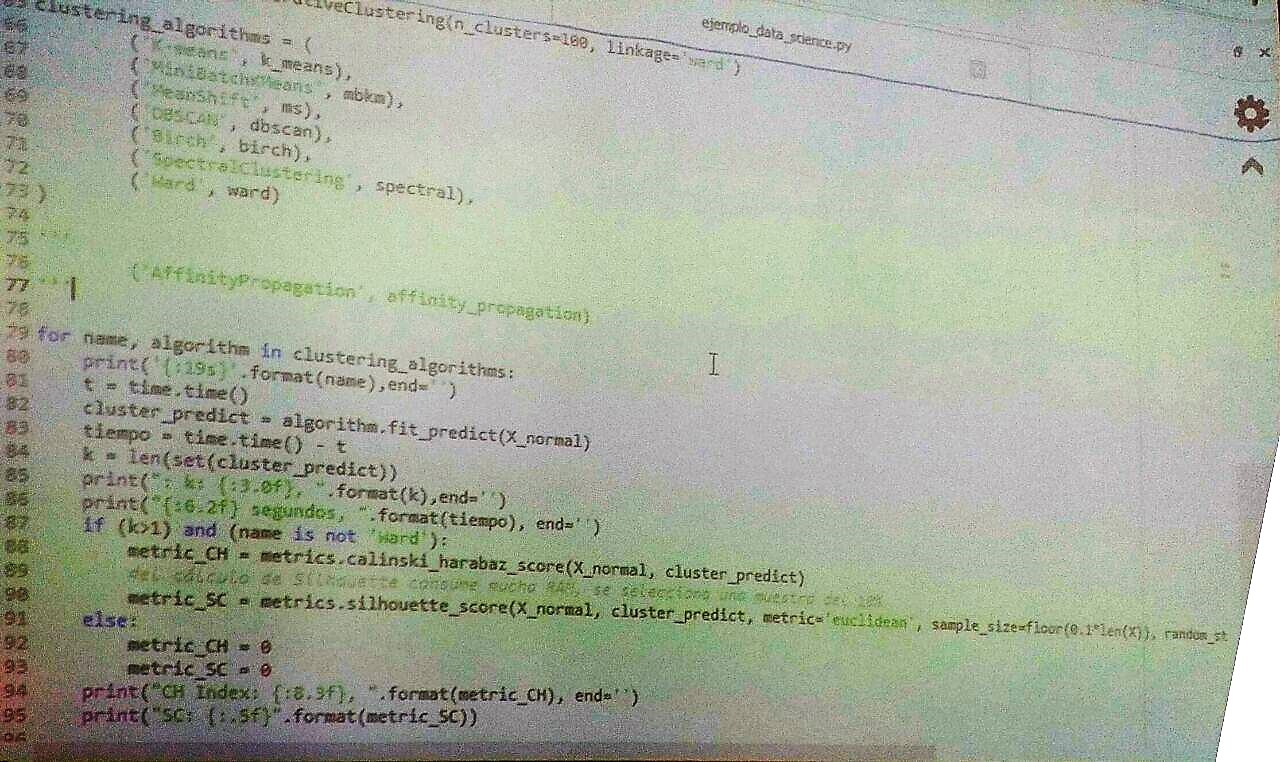 ejemplo_data_science.py
ativeClustering(n_clusters=100, linkage='ward')
65
66 clustering_algorithms = (
67 ('K-means', k_means),
68 ('MiniBatchKMeans', mbkm),
69 ('MeanShift', ms),
70 ('DBSCAN', dbscan),
71 ('Birch', birch),
72 ('SpectralClustering', spectral),
73 ) ('Ward', ward)
74
75 '''
76 ('AffinityPropagation', affinity_propagation)
77 '''
78
79 for name, algorithm in clustering_algorithms:
80 print('{:19s}'.format(name),end='')
81 t = time.time()
82 cluster_predict = algorithm.fit_predict(X_normal)
83 tiempo = time.time() - t
84 k = len(set(cluster_predict))
85 print(": k: {:3.0f}, ".format(k),end='')
86 print("{:6.2f} segundos, ".format(tiempo), end='')
87 if (k>1) and (name is not 'Ward'):
88 metric_CH = metrics.calinski_harabaz_score(X_normal, cluster_predict)
89 del cálculo de Silhouette consume mucha RAM, se selecciona una muestra del 10%
90 metric_SC = metrics.silhouette_score(X_normal, cluster_predict, metric='euclidean', sample_size=floor(0.1*len(X)), random_st
91 else:
92 metric_CH = 0
93 metric_SC = 0
94 print("CH Index: {:8.3f}, ".format(metric_CH), end='')
95 print("SC: {:.5f}".format(metric_SC))
96